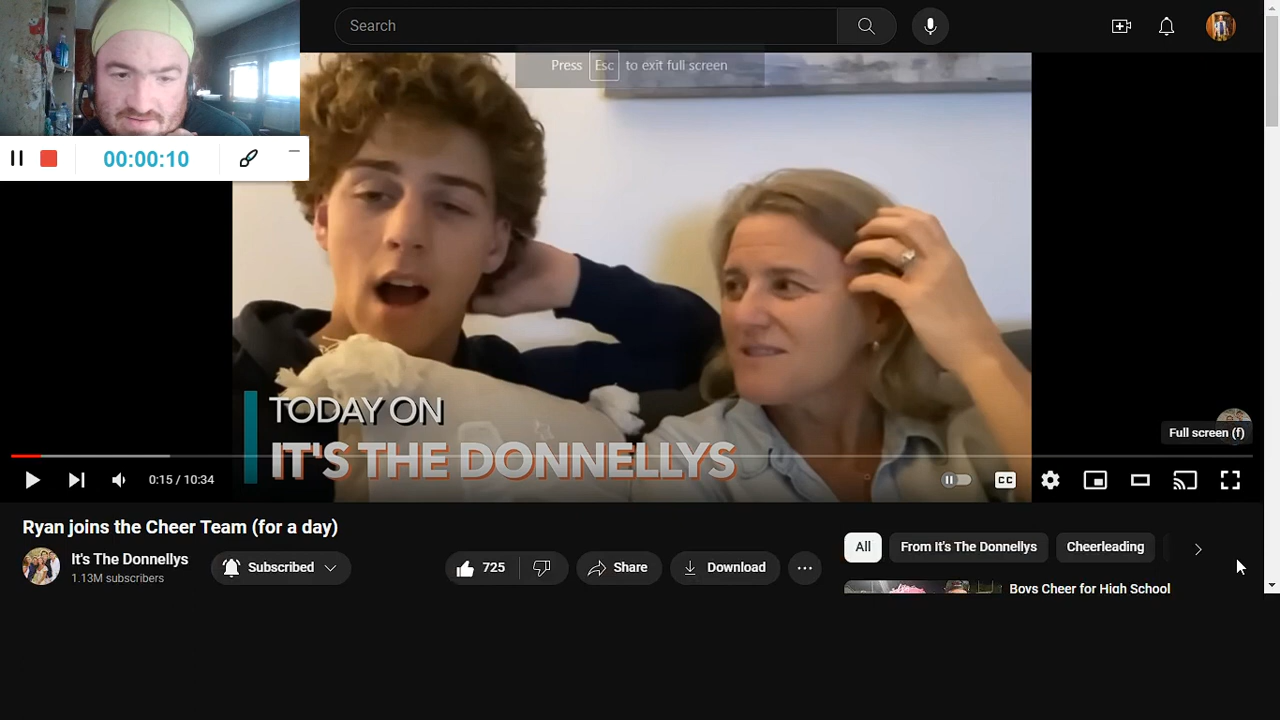 Search
Press Esc to exit full screen
00:00:10
TODAY ON
IT'S THE DONNELLYS
Full screen (f)
0:15 / 10:34
CC
Ryan joins the Cheer Team (for a day)
It's The Donnellys
1.13M subscribers
Subscribed
725
Share
Download
All
From It's The Donnellys
Cheerleading
Boys Cheer for High School